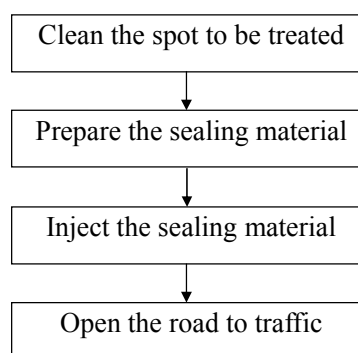 Clean the spot to be treated
Prepare the sealing material
Inject the sealing material
Open the road to traffic